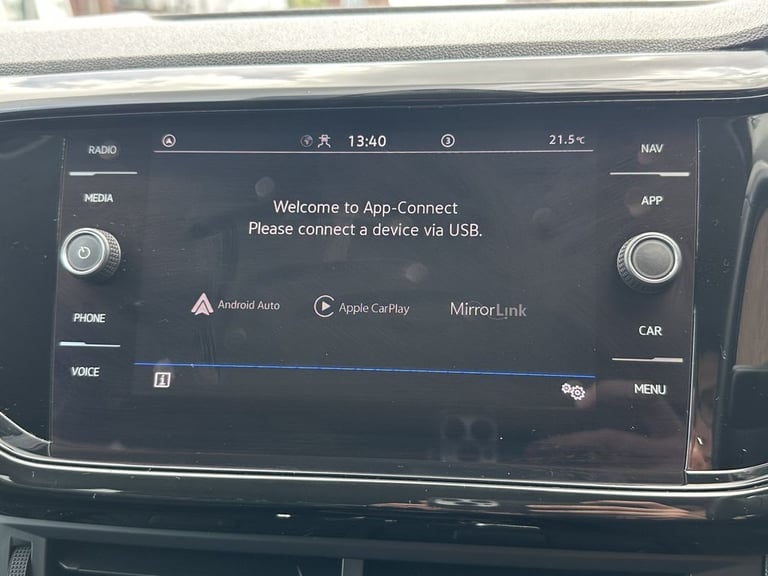 RADIO
MEDIA
PHONE
VOICE
13:40
3
21.5°C
Welcome to App-Connect
Please connect a device via USB.
Android Auto
Apple CarPlay
MirrorLink
i
NAV
APP
CAR
MENU